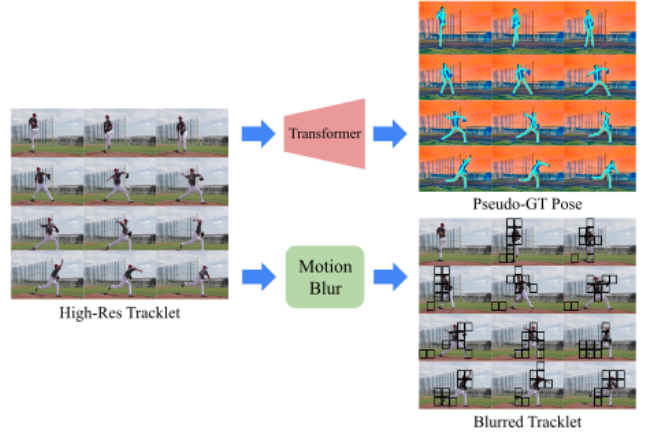 Transformer
Pseudo-GT Pose
Motion
Blur
High-Res Tracklet
Blurred Tracklet